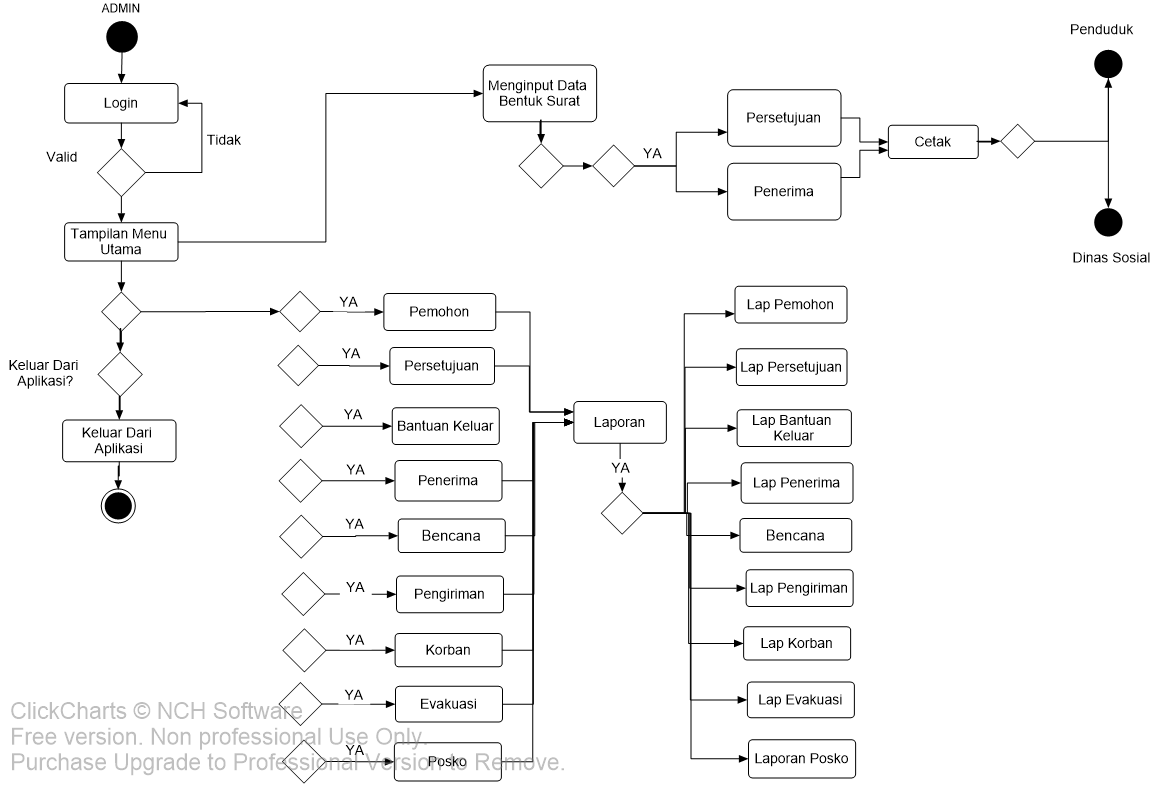 ADMIN
Login
Tidak
Valid
Tampilan Menu
Utama
Keluar Dari
Aplikasi?
Keluar Dari
Aplikasi
Menginput Data
Bentuk Surat
YA
Persetujuan
Penerima
Cetak
Penduduk
Dinas Sosial
YA
Pemohon
YA
Persetujuan
YA
Bantuan Keluar
YA
Penerima
YA
Bencana
YA
Pengiriman
YA
Korban
YA
Evakuasi
YA
Posko
Laporan
YA
Lap Pemohon
Lap Persetujuan
Lap Bantuan
Keluar
Lap Penerima
Bencana
Lap Pengiriman
Lap Korban
Lap Evakuasi
Laporan Posko
ClickCharts © NCH Software
Free version. Non professional Use Only.
Purchase Upgrade to Professional Version to Remove.